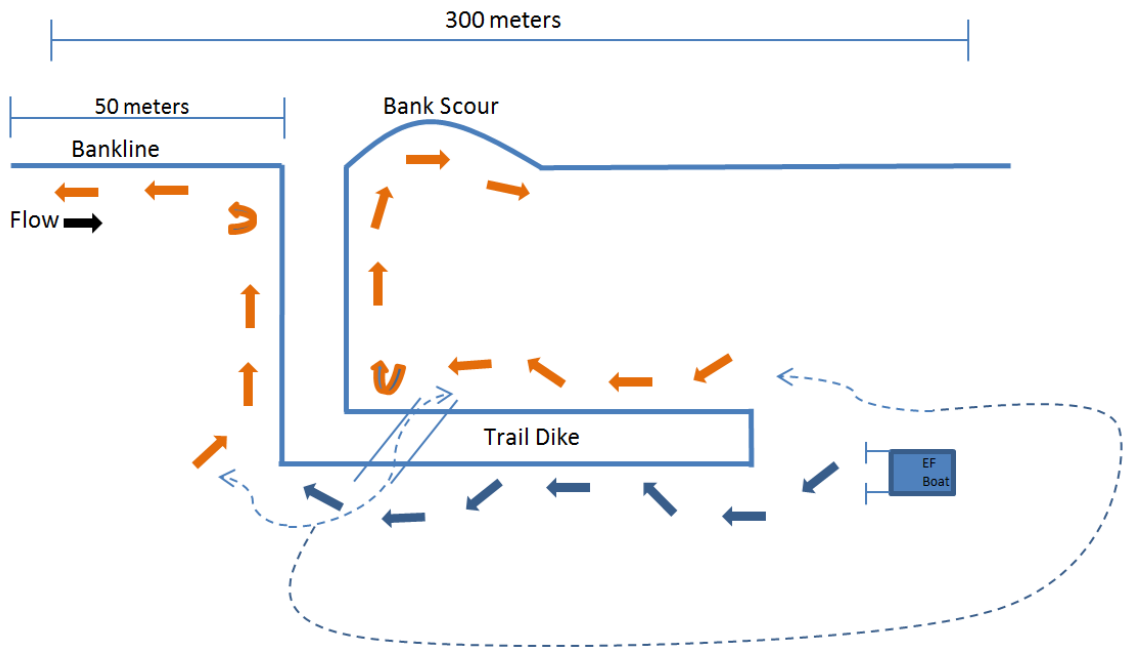 300 meters
50 meters
Bank Scour
Bankline
Flow
Trail Dike
EF
Boat